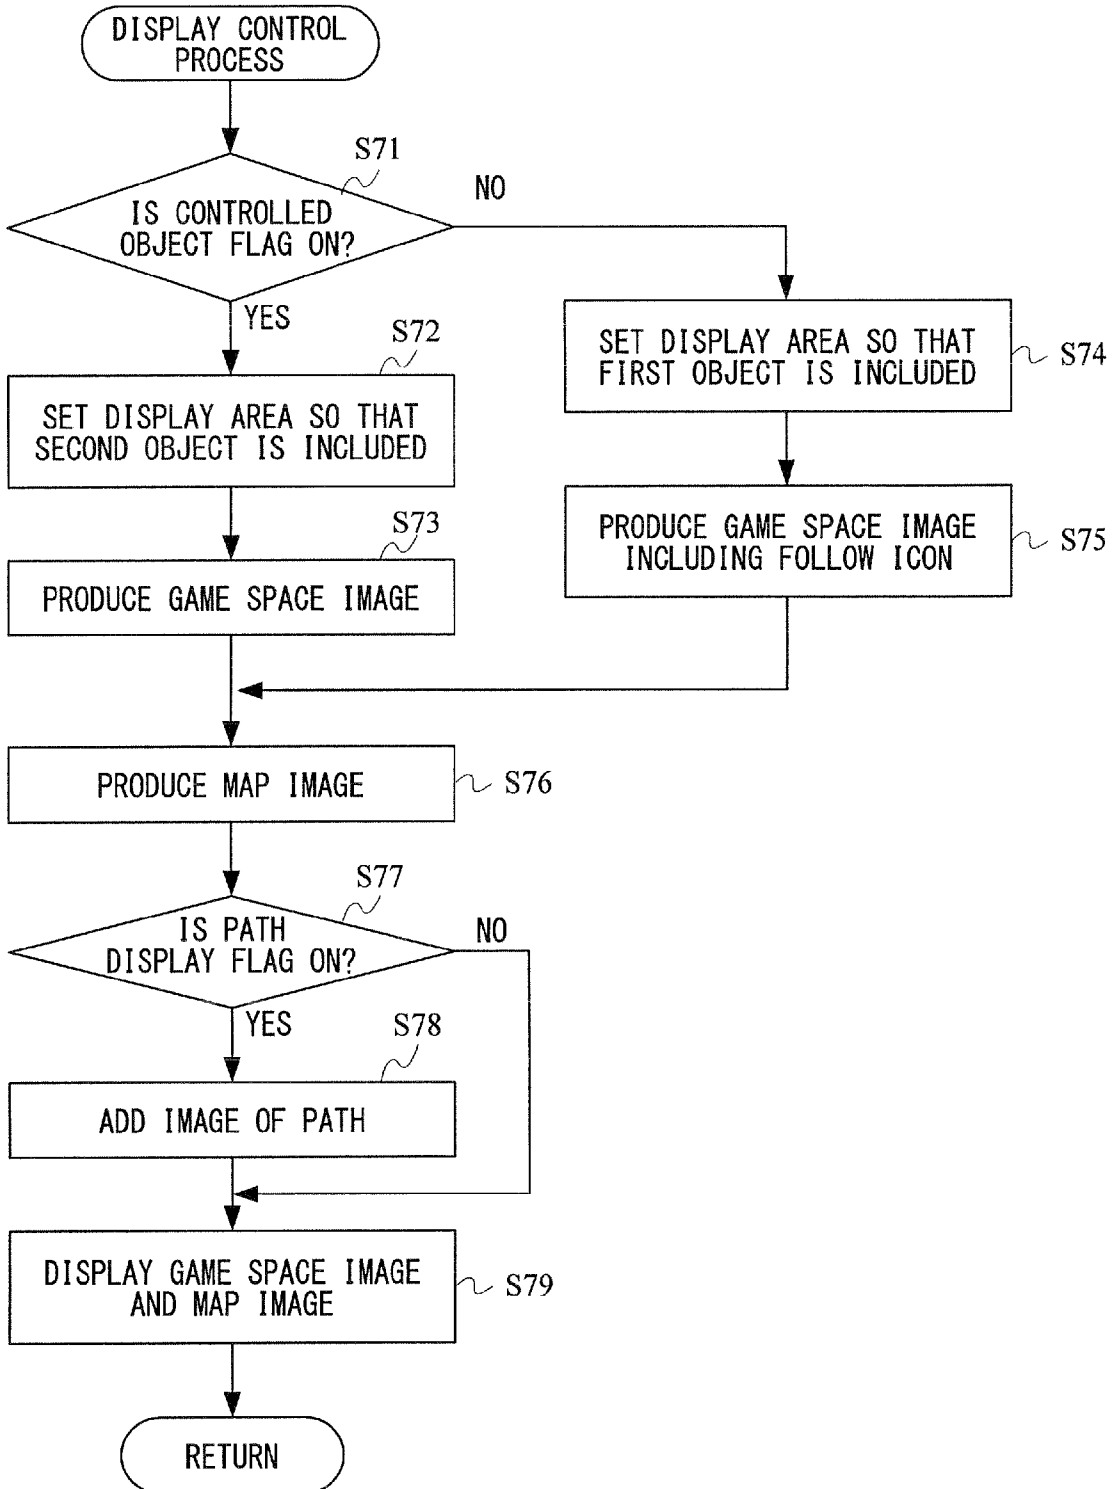 DISPLAY CONTROL
PROCESS
S71
IS CONTROLLED
OBJECT FLAG ON?
NO
YES
S72
SET DISPLAY AREA SO THAT
SECOND OBJECT IS INCLUDED
S73
PRODUCE GAME SPACE IMAGE
SET DISPLAY AREA SO THAT
FIRST OBJECT IS INCLUDED
S74
PRODUCE GAME SPACE IMAGE
INCLUDING FOLLOW ICON
S75
PRODUCE MAP IMAGE
S76
S77
IS PATH
DISPLAY FLAG ON?
NO
YES
S78
ADD IMAGE OF PATH
DISPLAY GAME SPACE IMAGE
AND MAP IMAGE
S79
RETURN